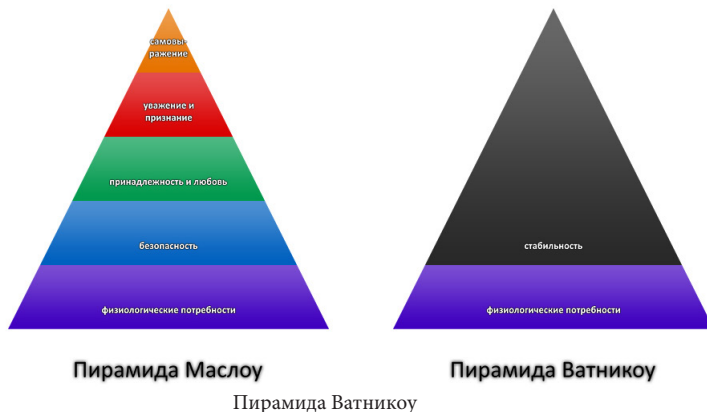 самовы-
ражение
уважение и
признание
принадлежность и любовь
безопасность
физиологические потребности
Пирамида Маслоу
стабильность
физиологические потребности
Пирамида Ватникоу
Пирамида Ватникоу